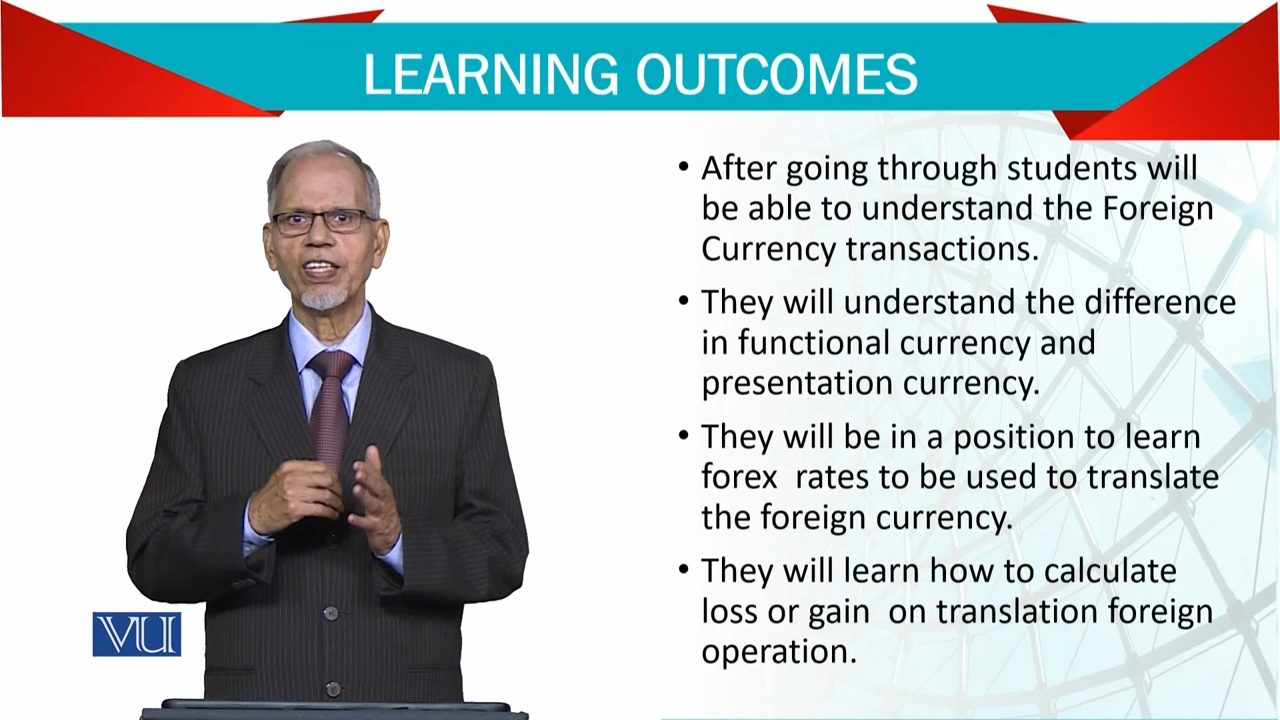 LEARNING OUTCOMES
• After going through students will
be able to understand the Foreign
Currency transactions.
• They will understand the difference
in functional currency and
presentation currency.
• They will be in a position to learn
forex  rates to be used to translate
the foreign currency.
• They will learn how to calculate
loss or gain  on translation foreign
operation.
VU